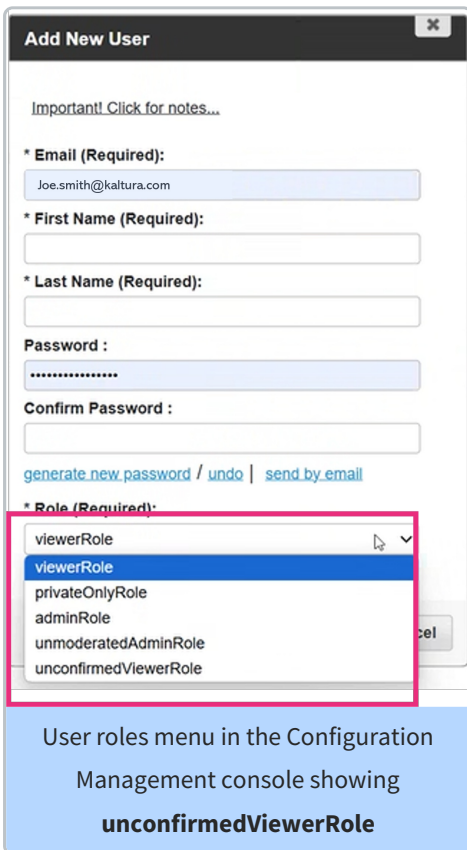 Add New User
×
Important! Click for notes...
* Email (Required):
Joe.smith@kaltura.com
* First Name (Required):
* Last Name (Required):
Password :
••••••••••••••••
Confirm Password :
generate new password / undo | send by email
* Role (Required):
viewerRole
viewerRole
privateOnlyRole
adminRole
unmoderatedAdminRole
unconfirmedViewerRole
cel
User roles menu in the Configuration
Management console showing
unconfirmedViewerRole